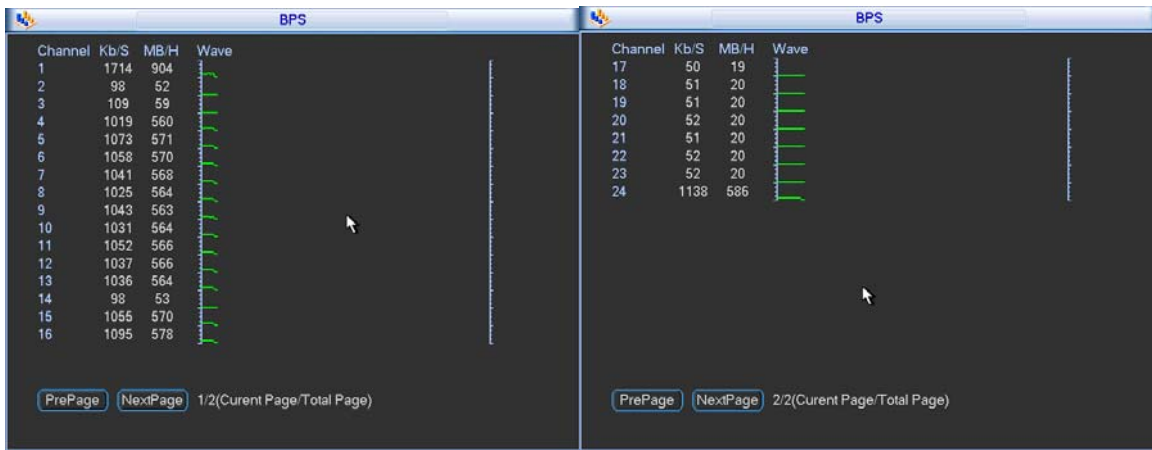 BPS
Channel Kb/S MB/H Wave
1 1714 904
2 98 52
3 109 59
4 1019 560
5 1073 571
6 1058 570
7 1041 568
8 1025 564
9 1043 563
10 1031 564
11 1052 566
12 1037 566
13 1036 564
14 98 53
15 1055 570
16 1095 578
PrePage NextPage 1/2(Curent Page/Total Page)
BPS
Channel Kb/S MB/H Wave
17 50 19
18 51 20
19 51 20
20 52 20
21 51 20
22 52 20
23 52 20
24 1138 586
PrePage NextPage 2/2(Curent Page/Total Page)